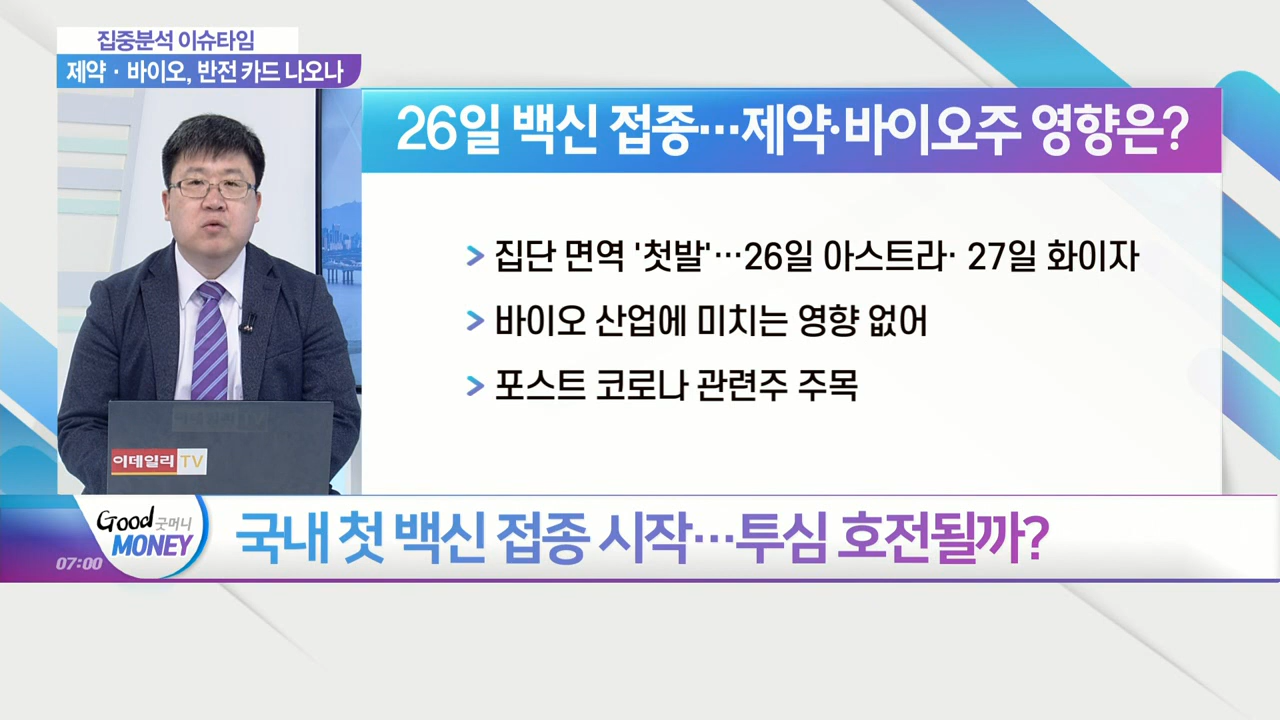 집중분석 이슈타임
제약·바이오, 반전 카드 나오나
26일 백신 접종…제약·바이오주 영향은?
> 집단 면역 '첫발'…26일 아스트라· 27일 화이자
> 바이오 산업에 미치는 영향 없어
> 포스트 코로나 관련주 주목
이데일리TV
Good 굿머니
MONEY
국내 첫 백신 접종 시작…투심 호전될까?
07:00